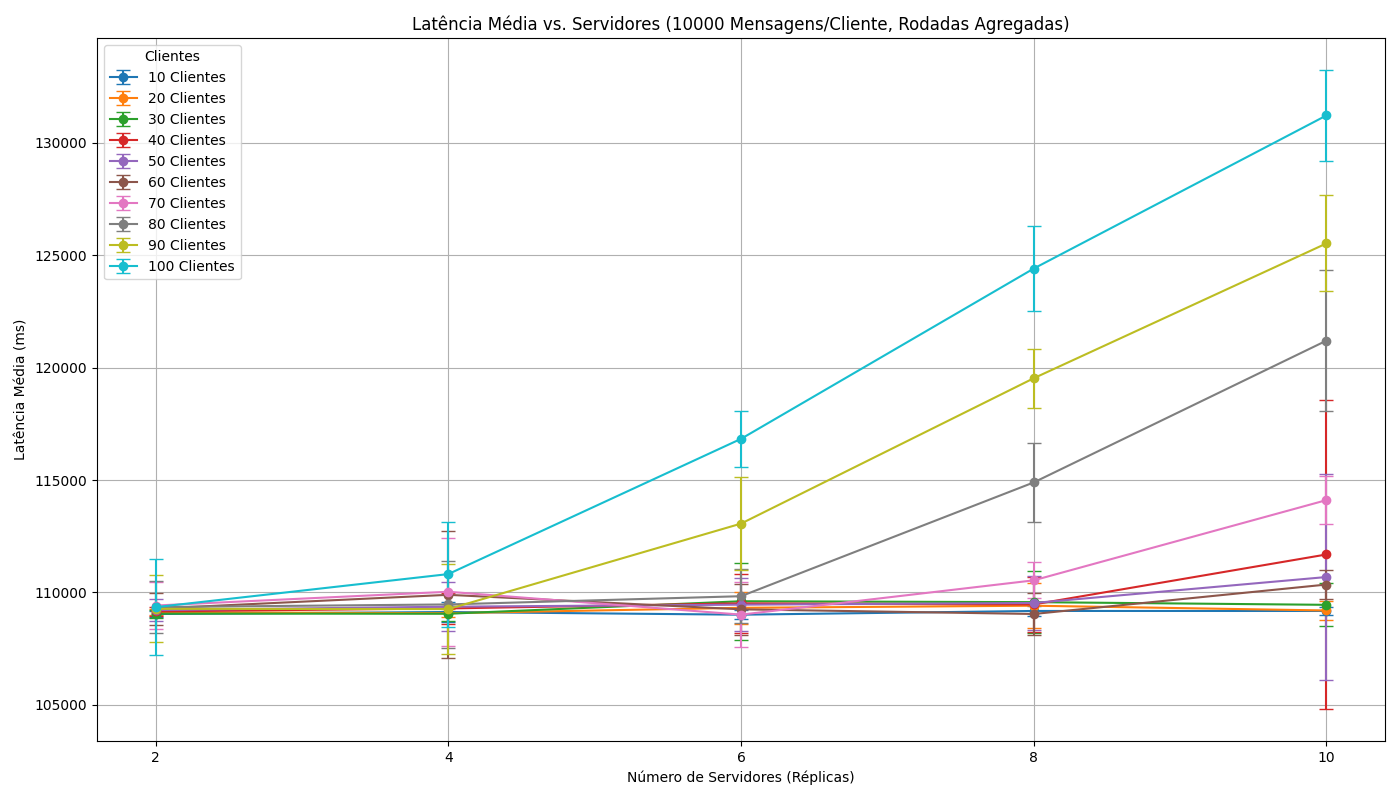 Latência Média vs. Servidores (10000 Mensagens/Cliente, Rodadas Agregadas)
Clientes
10 Clientes
20 Clientes
30 Clientes
40 Clientes
50 Clientes
60 Clientes
70 Clientes
80 Clientes
90 Clientes
100 Clientes
Latência Média (ms)
130000
125000
120000
115000
110000
105000
2 4 6 8 10
Número de Servidores (Réplicas)